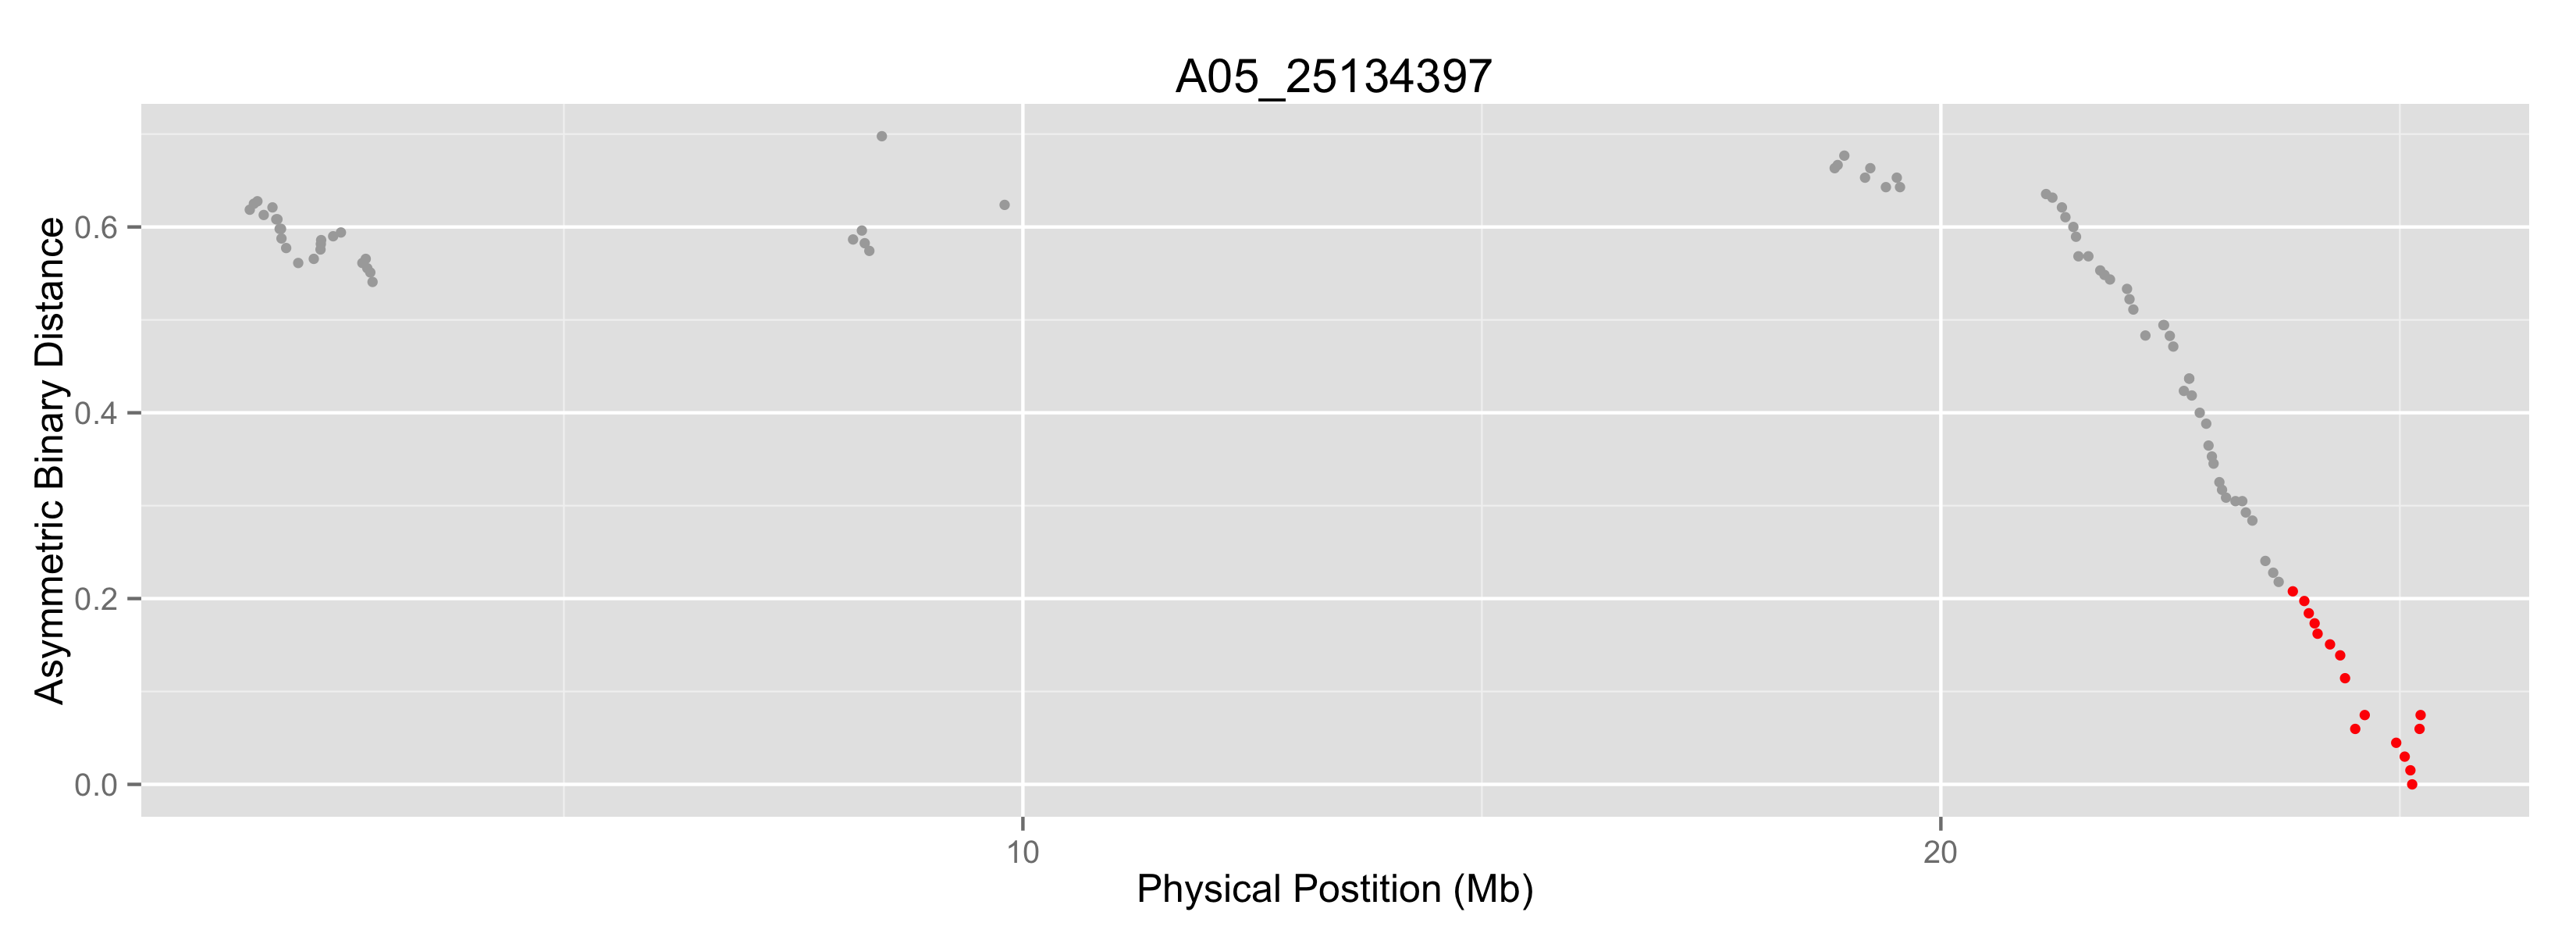 A05_25134397
Asymmetric Binary Distance
0.6
0.4
0.2
0.0
10 20
Physical Postition (Mb)